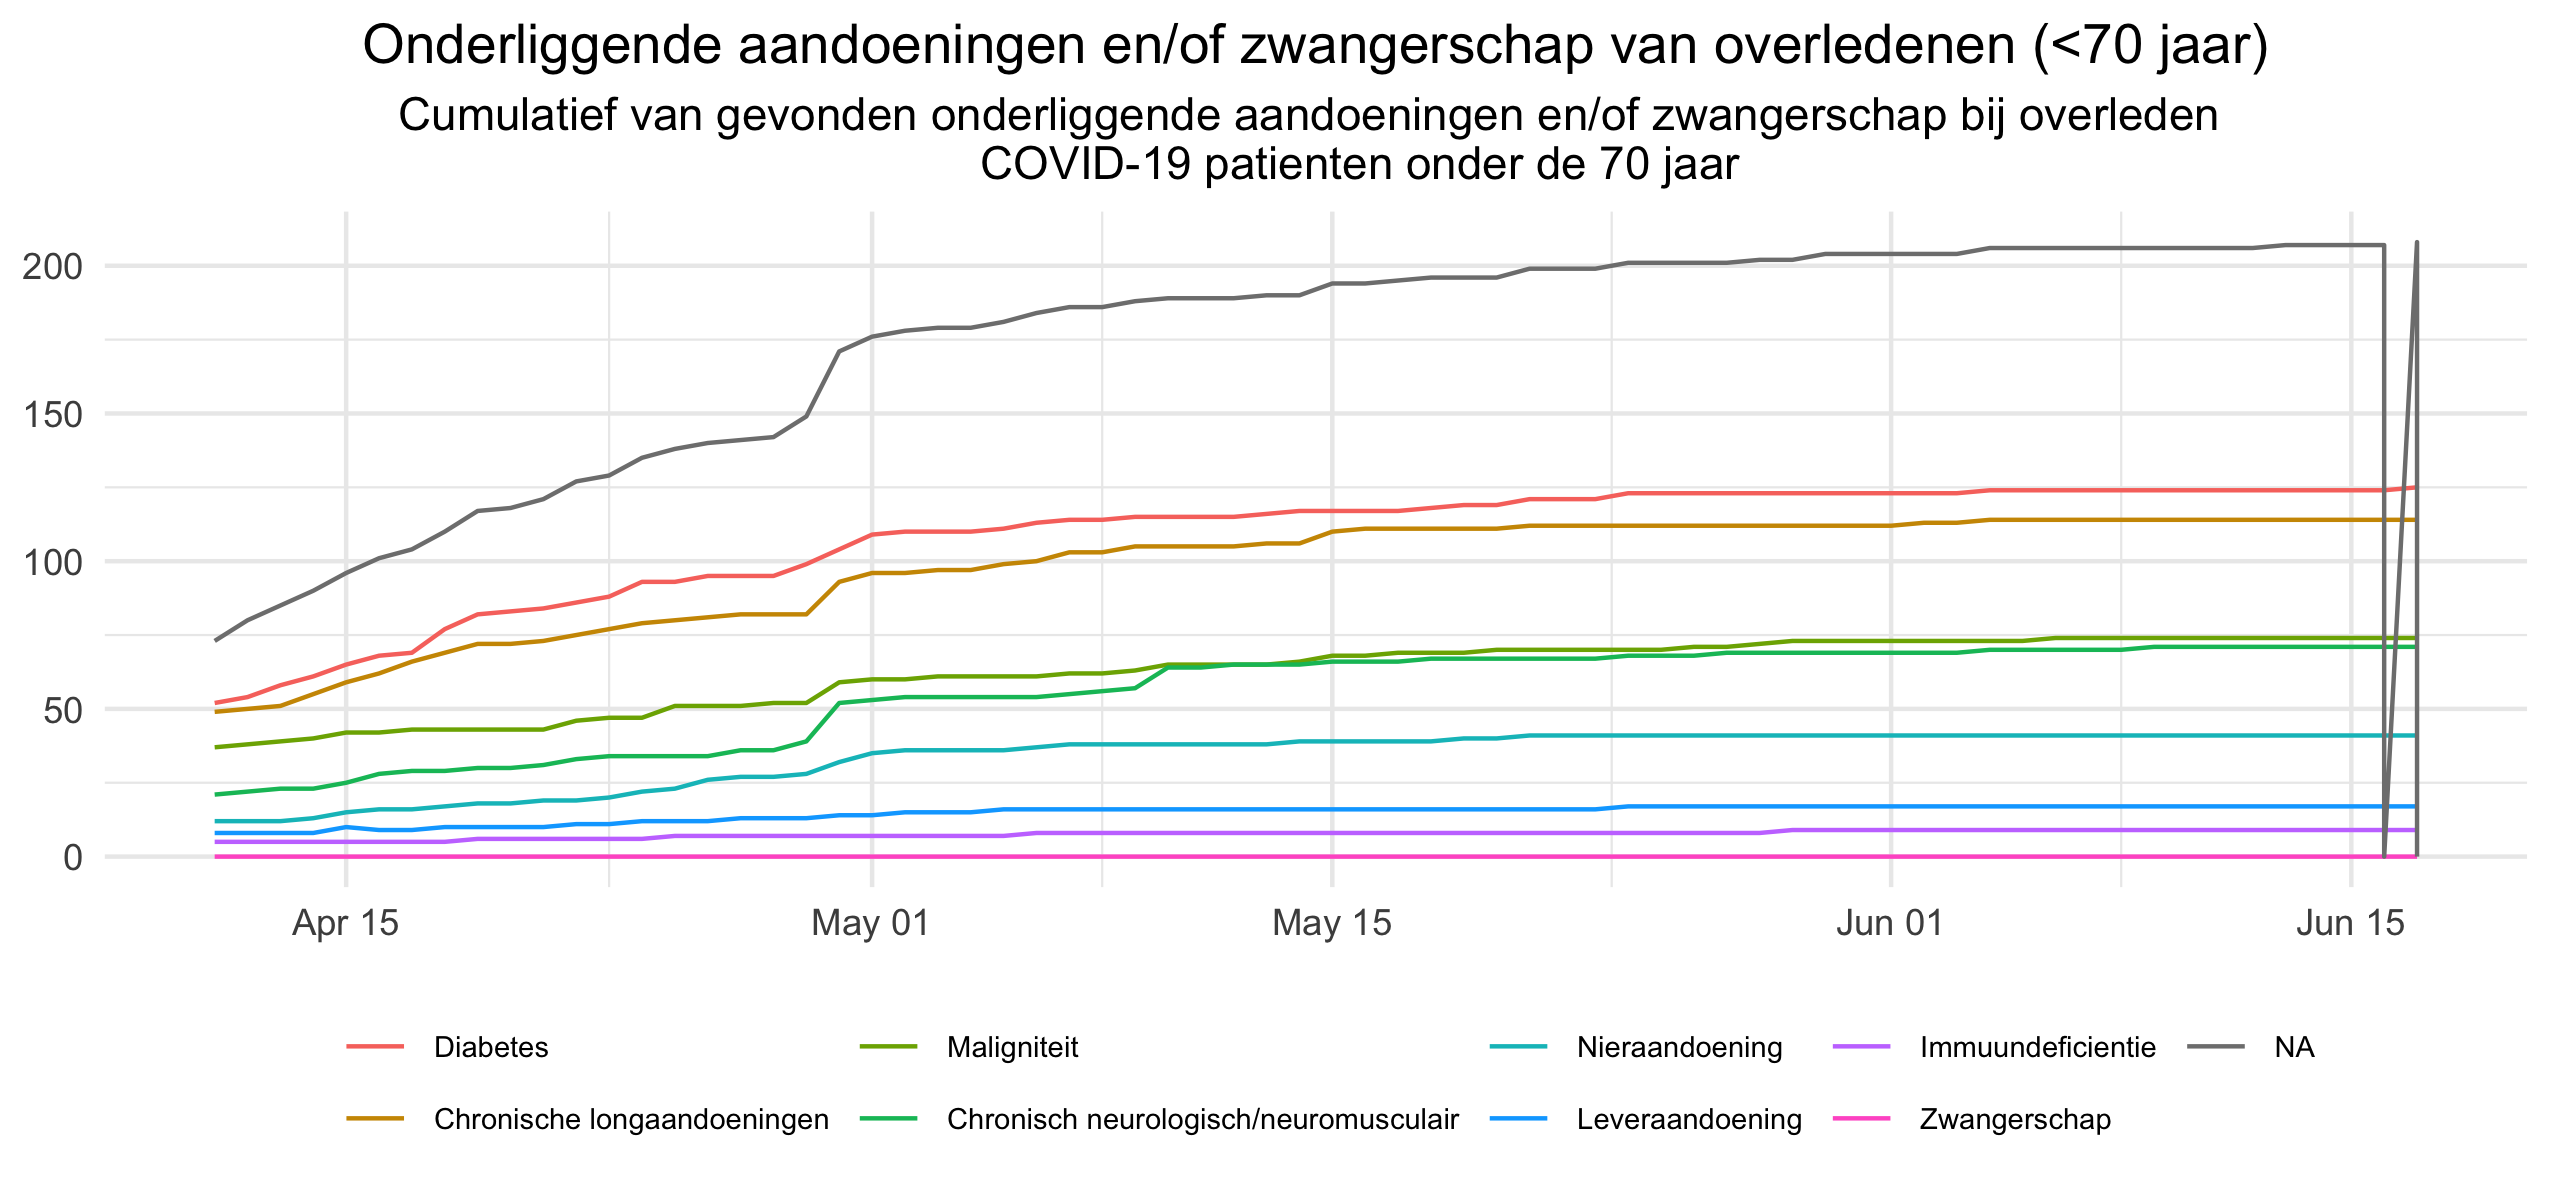 Onderliggende aandoeningen en/of zwangerschap van overledenen (<70 jaar)
Cumulatief van gevonden onderliggende aandoeningen en/of zwangerschap bij overleden
COVID-19 patienten onder de 70 jaar
200
150
100
50
0
Apr 15
May 01
May 15
Jun 01
Jun 15
Diabetes
Maligniteit
Nieraandoening
Immuundeficientie
NA
Chronische longaandoeningen
Chronisch neurologisch/neuromusculair
Leveraandoening
Zwangerschap